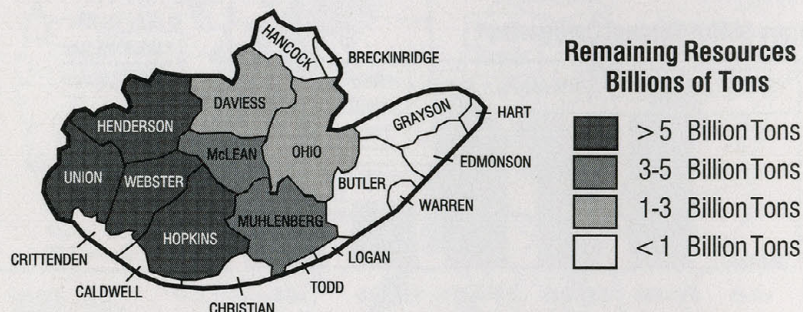 HANCOCK
BRECKINRIDGE
DAVIESS
GRAYSON
HART
HENDERSON
McLEAN
OHIO
EDMONSON
UNION
WEBSTER
BUTLER
WARREN
MUHLENBERG
HOPKINS
LOGAN
CRITTENDEN
TODD
CALDWELL
CHRISTIAN
Remaining Resources
Billions of Tons
> 5 Billion Tons
3-5 Billion Tons
1-3 Billion Tons
< 1 Billion Tons